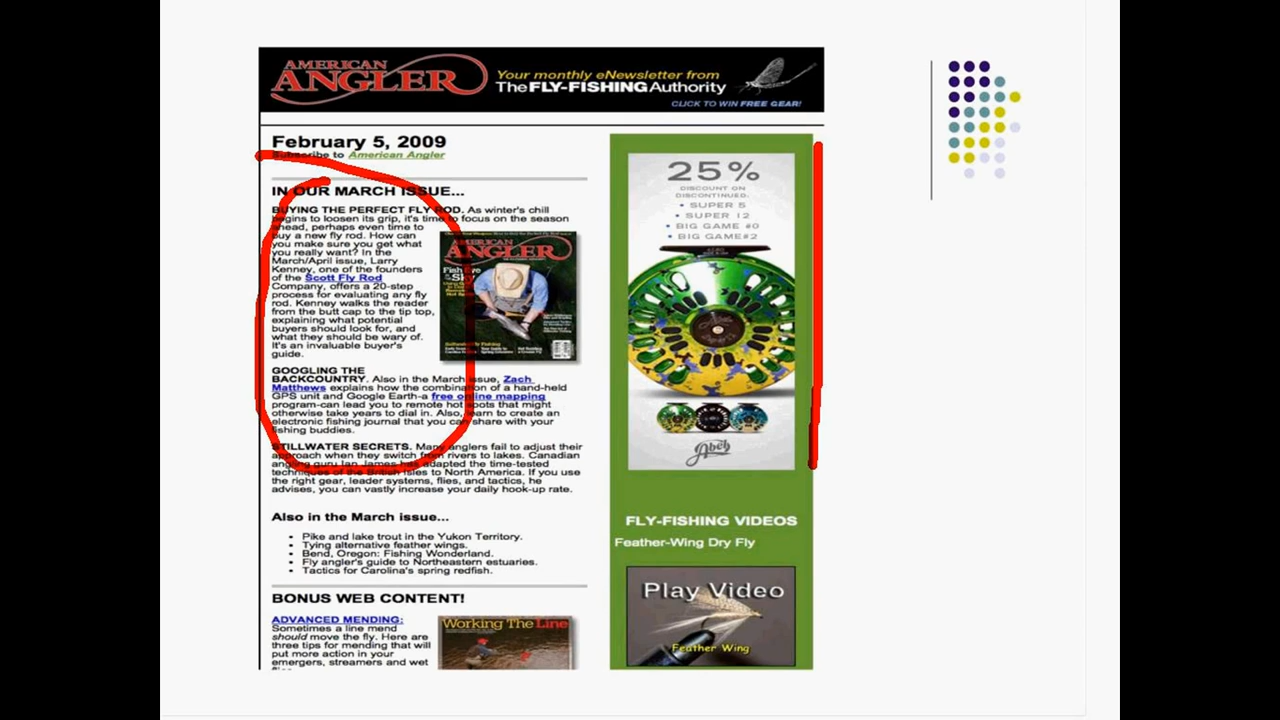 AMERICAN
ANGLER
Your monthly eNewsletter from
The FLY-FISHING Authority
CLICK TO WIN FREE GEAR!
February 5, 2009
Subscribe to American Angler
IN OUR MARCH ISSUE...
BUYING THE PERFECT FLY ROD. As winter's chill
begins to loosen its grip, it's time to focus on the season
ahead, perhaps even time to
buy a new fly rod. How can
you make sure you get what
you really want? In the
March/April issue, Larry
Kenney, one of the founders
of the Scott Fly Rod
Company, offers a 20-step
process for evaluating any fly
rod. Kenney walks the reader
from the butt cap to the tip top,
explaining what potential
buyers should look for, and
what they should be wary of.
It's an invaluable buyer's
guide.
AMERICAN
ANGLER
GOOGLING THE
BACKCOUNTRY. Also in the March issue, Zach
Matthews explains how the combination of a hand-held
GPS unit and Google Earth-a free online mapping
program-can lead you to remote hot spots that might
otherwise take years to dial in. Also, learn to create an
electronic fishing journal that you can share with your
fishing buddies.
STILLWATER SECRETS. Many anglers fail to adjust their
approach when they switch from rivers to lakes. Canadian
angling guru Ian James has adapted the time-tested
techniques of the British Isles to North America. If you use
the right gear, leader systems, flies, and tactics, he
advises, you can vastly increase your daily hook-up rate.
Also in the March issue...
• Pike and lake trout in the Yukon Territory.
• Tying alternative feather wings.
• Bend, Oregon: Fishing Wonderland.
• Fly angler's guide to Northeastern estuaries.
• Tactics for Carolina's spring redfish.
BONUS WEB CONTENT!
ADVANCED MENDING:
Sometimes a line mend
should move the fly. Here are
three tips for mending that will
put more action in your
emergers, streamers and wet
Working The Line
25%
DISCOUNT ON
DISCONTINUED:
• SUPER 5
• SUPER 12
• BIG GAME #0
• BIG GAME#2
Abel
FLY-FISHING VIDEOS
Feather-Wing Dry Fly
Play Video
Feather Wing